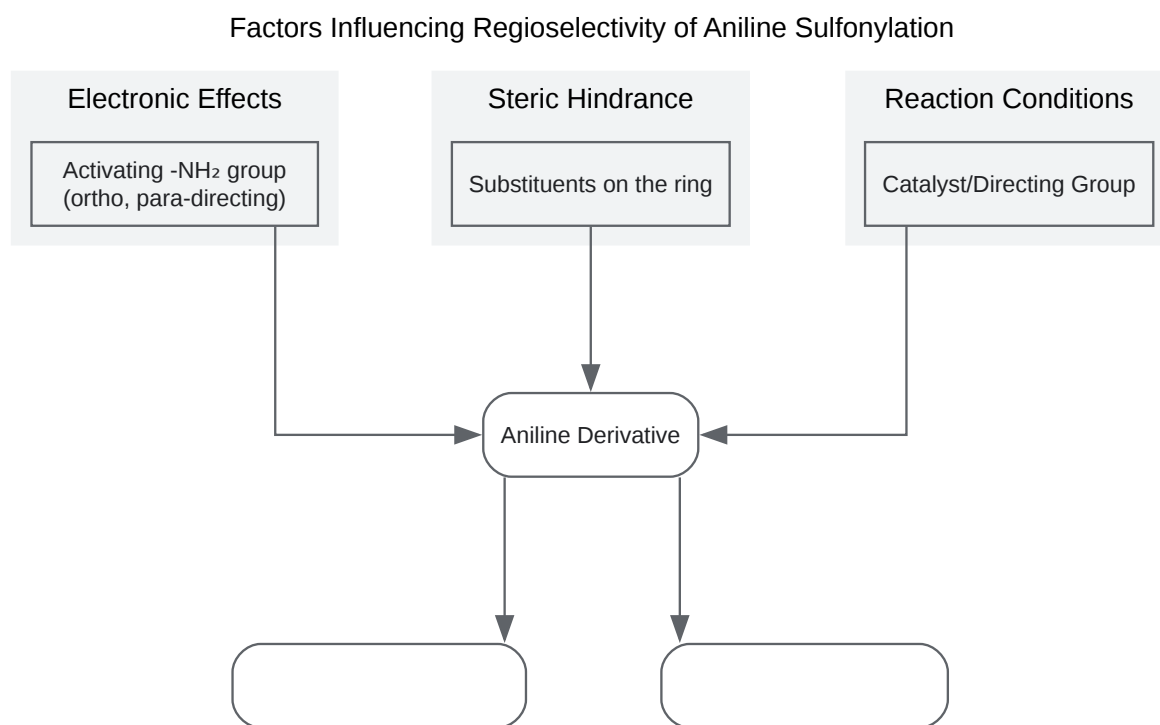 Factors Influencing Regioselectivity of Aniline Sulfonylation
Electronic Effects
Activating -NH₂ group
(ortho, para-directing)
Steric Hindrance
Substituents on the ring
Reaction Conditions
Catalyst/Directing Group
Aniline Derivative